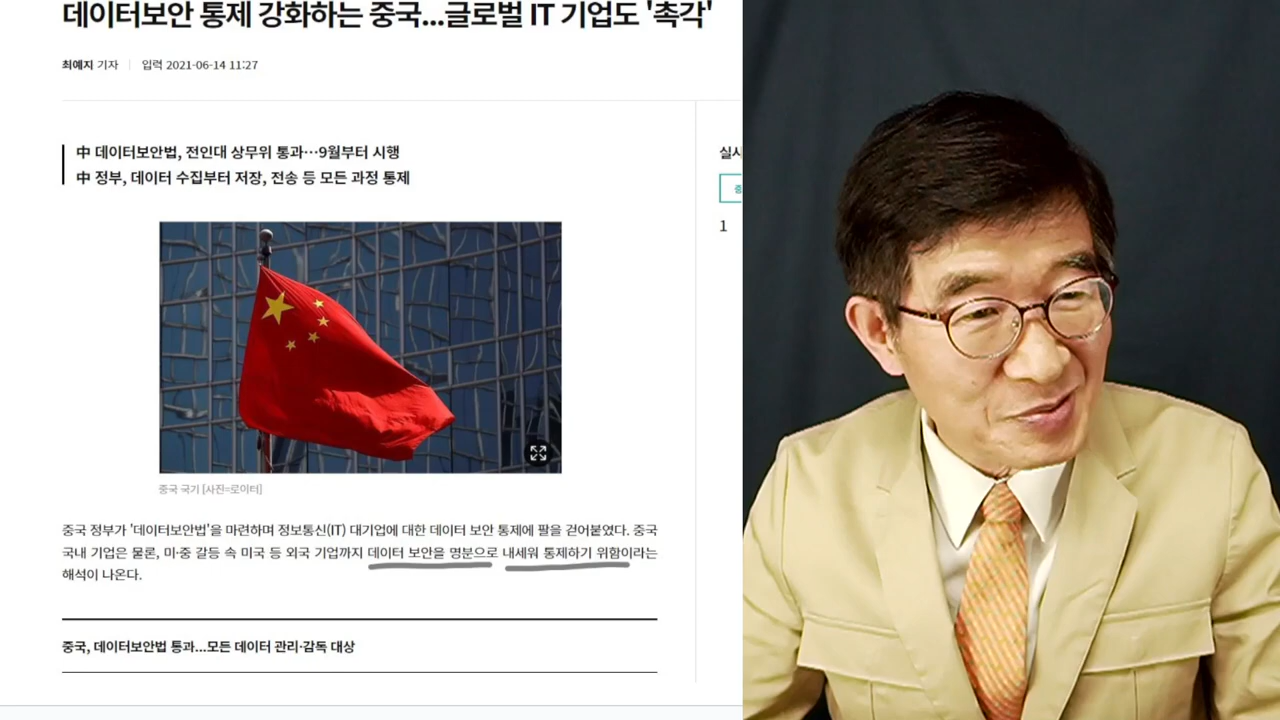 데이터보안 통제 강화하는 중국...글로벌 IT 기업도 '촉각'
최예지 기자 | 입력 2021-06-14 11:27
中 데이터보안법, 전인대 상무위 통과…9월부터 시행
中 정부, 데이터 수집부터 저장, 전송 등 모든 과정 통제
실시
중
1
중국 국기 [사진=로이터]
중국 정부가 '데이터보안법'을 마련하며 정보통신(IT) 대기업에 대한 데이터 보안 통제에 팔을 걷어붙였다. 중국
국내 기업은 물론, 미·중 갈등 속 미국 등 외국 기업까지 데이터 보안을 명분으로 내세워 통제하기 위함이라는
해석이 나온다.
중국, 데이터보안법 통과...모든 데이터 관리·감독 대상